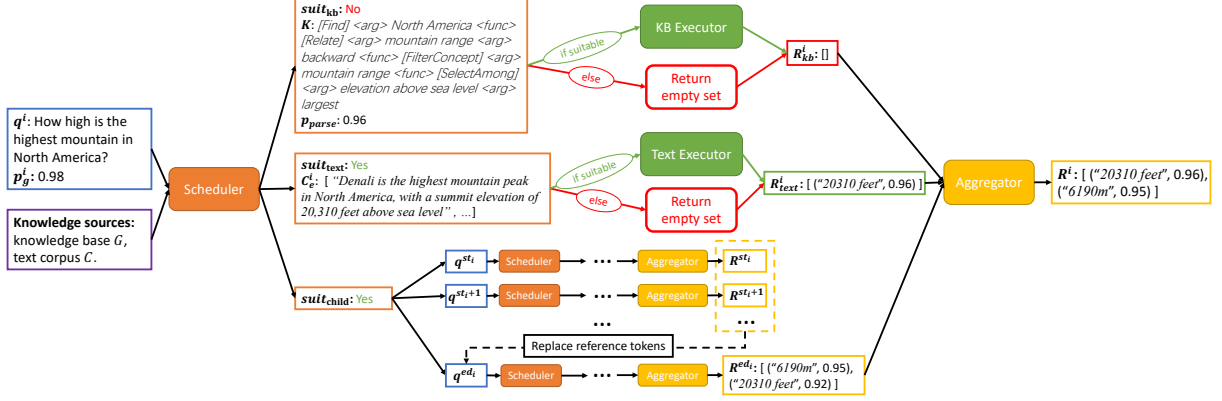 q^i: How high is the
highest mountain in
North America?
p_g^i: 0.98
Knowledge sources:
knowledge base G,
text corpus C.
Scheduler
suit_kb: No
K: [Find] <arg> North America <func>
[Relate] <arg> mountain range <arg>
backward <func> [FilterConcept] <arg>
mountain range <func> [SelectAmong]
<arg> elevation above sea level <arg>
largest
p_parse: 0.96
if suitable
KB Executor
else
Return
empty set
R_kb^i: []
suit_text: Yes
C_e^i: [ “Denali is the highest mountain peak
in North America, with a summit elevation of
20,310 feet above sea level” , …]
if suitable
Text Executor
else
Return
empty set
R_text^i: [ (“20310 feet”, 0.96) ]
Aggregator
R^i: [ (“20310 feet”, 0.96),
(“6190m”, 0.95) ]
suit_child: Yes
q^{st_i}
Scheduler
...
Aggregator
R^{st_i}
q^{st_i+1}
Scheduler
...
Aggregator
R^{st_i+1}
...
...
Replace reference tokens
q^{ed_i}
Scheduler
...
Aggregator
R^{ed_i}: [ (“6190m”, 0.95),
(“20310 feet”, 0.92) ]